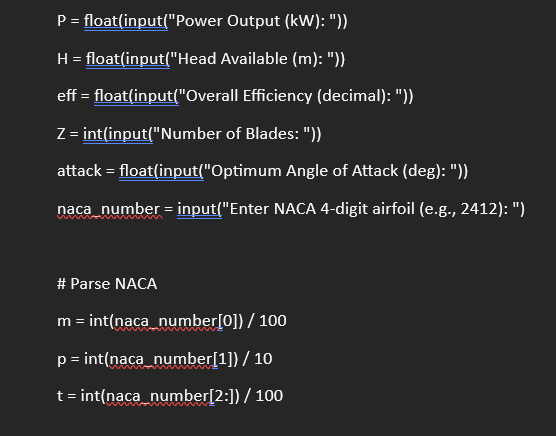 P = float(input("Power Output (kW): "))
H = float(input("Head Available (m): "))
eff = float(input("Overall Efficiency (decimal): "))
Z = int(input("Number of Blades: "))
attack = float(input("Optimum Angle of Attack (deg): "))
naca_number = input("Enter NACA 4-digit airfoil (e.g., 2412): ")
# Parse NACA
m = int(naca_number[0]) / 100
p = int(naca_number[1]) / 10
t = int(naca_number[2:]) / 100